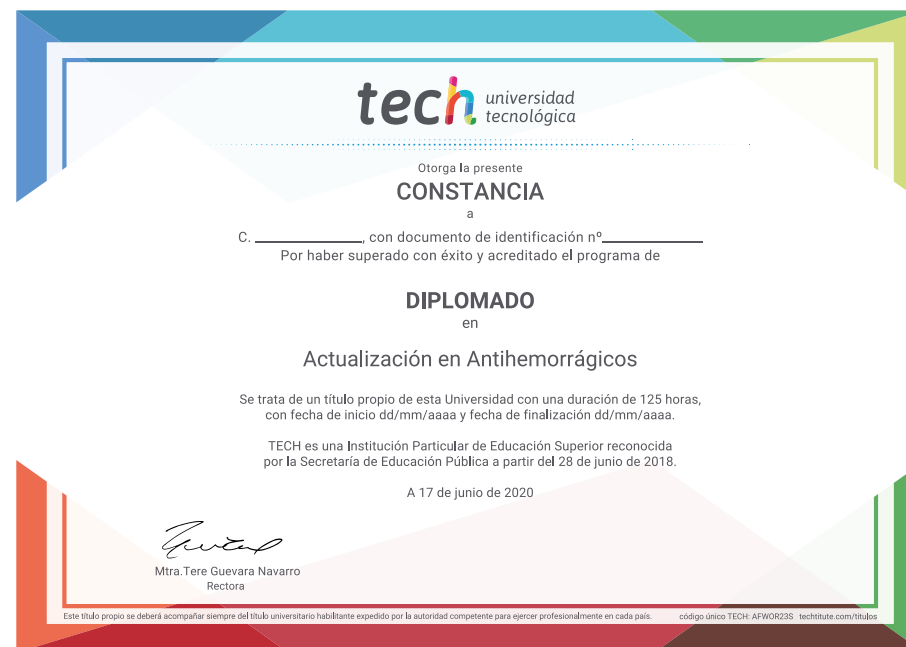 tech universidad
tecnológica
Otorga la presente
CONSTANCIA
a
C. ____________, con documento de identificación nº____________
Por haber superado con éxito y acreditado el programa de
DIPLOMADO
en
Actualización en Antihemorrágicos
Se trata de un título propio de esta Universidad con una duración de 125 horas,
con fecha de inicio dd/mm/aaaa y fecha de finalización dd/mm/aaaa.
TECH es una Institución Particular de Educación Superior reconocida
por la Secretaría de Educación Pública a partir del 28 de junio de 2018.
A 17 de junio de 2020
Mtra.Tere Guevara Navarro
Rectora
Este título propio se deberá acompañar siempre del título universitario habilitante expedido por la autoridad competente para ejercer profesionalmente en cada país. código único TECH: AFWOR23S techtitute.com/titulos